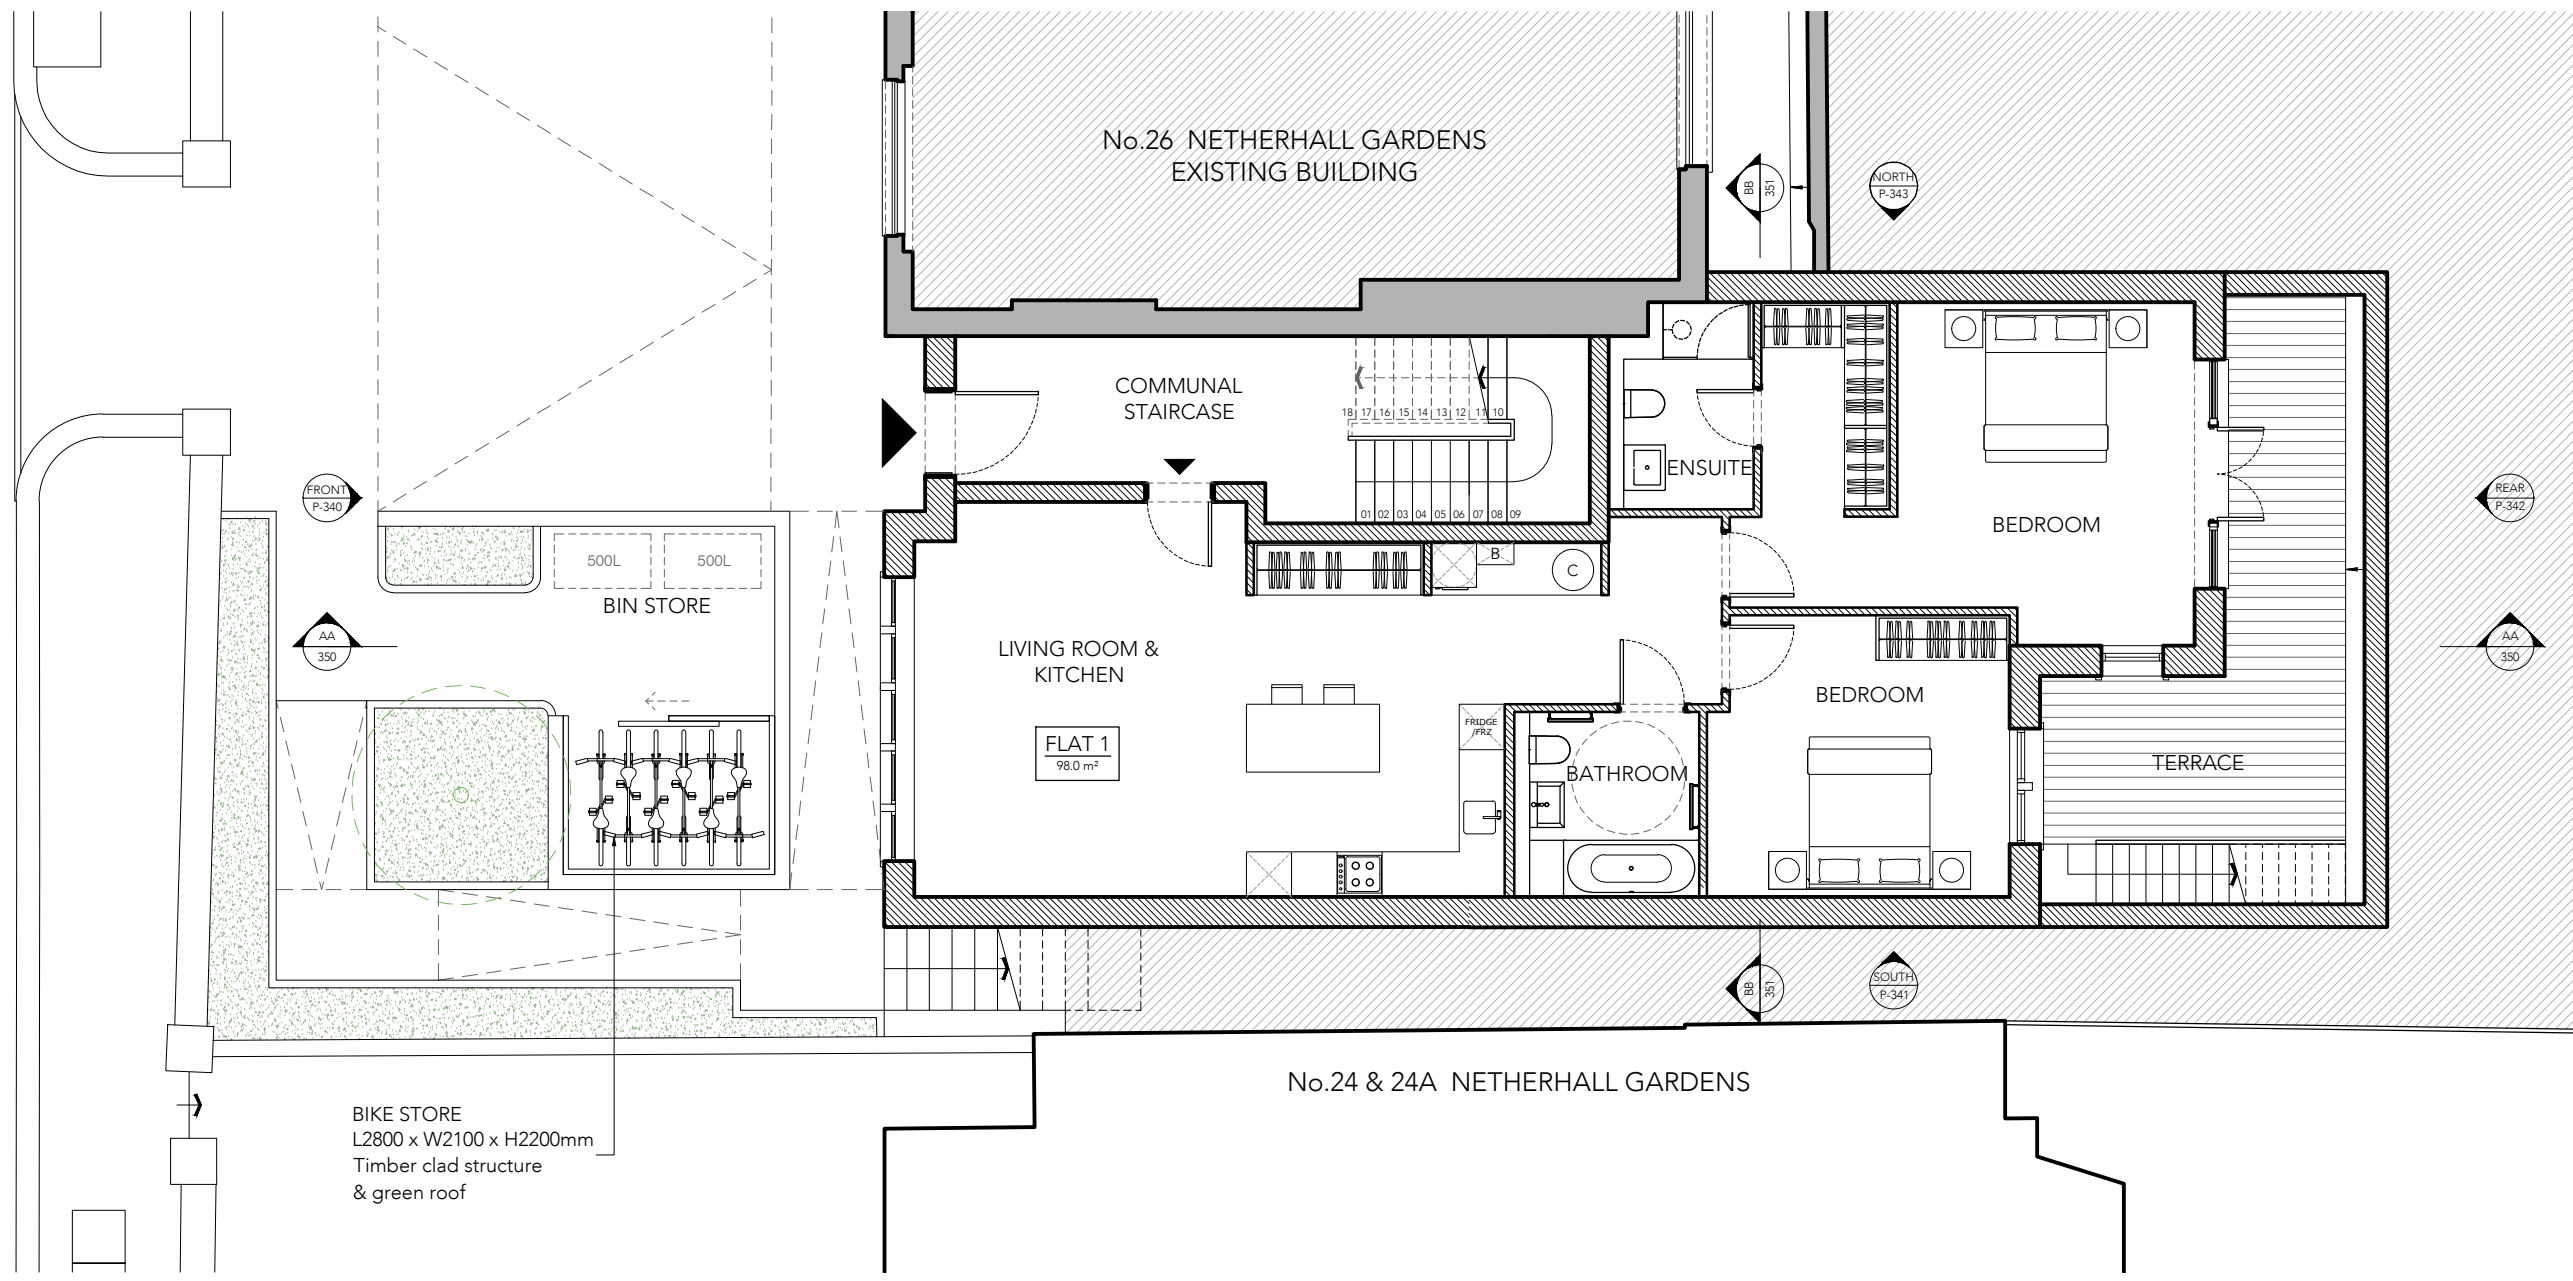 No.26  NETHERHALL GARDENS
EXISTING BUILDING
BB
351
NORTH
P-343
COMMUNAL
STAIRCASE
18 17 16 15 14 13 12 11 10
01 02 03 04 05 06 07 08 09
ENSUITE
BEDROOM
FRONT
P-340
REAR
P-342
500L
500L
BIN STORE
B
C
AA
350
LIVING ROOM &
KITCHEN
AA
350
BEDROOM
FRIDGE
/FRZ
FLAT 1
98.0 m²
BATHROOM
TERRACE
BB
351
SOUTH
P-341
No.24 & 24A  NETHERHALL GARDENS
BIKE STORE
L2800 x W2100 x H2200mm
Timber clad structure
& green roof